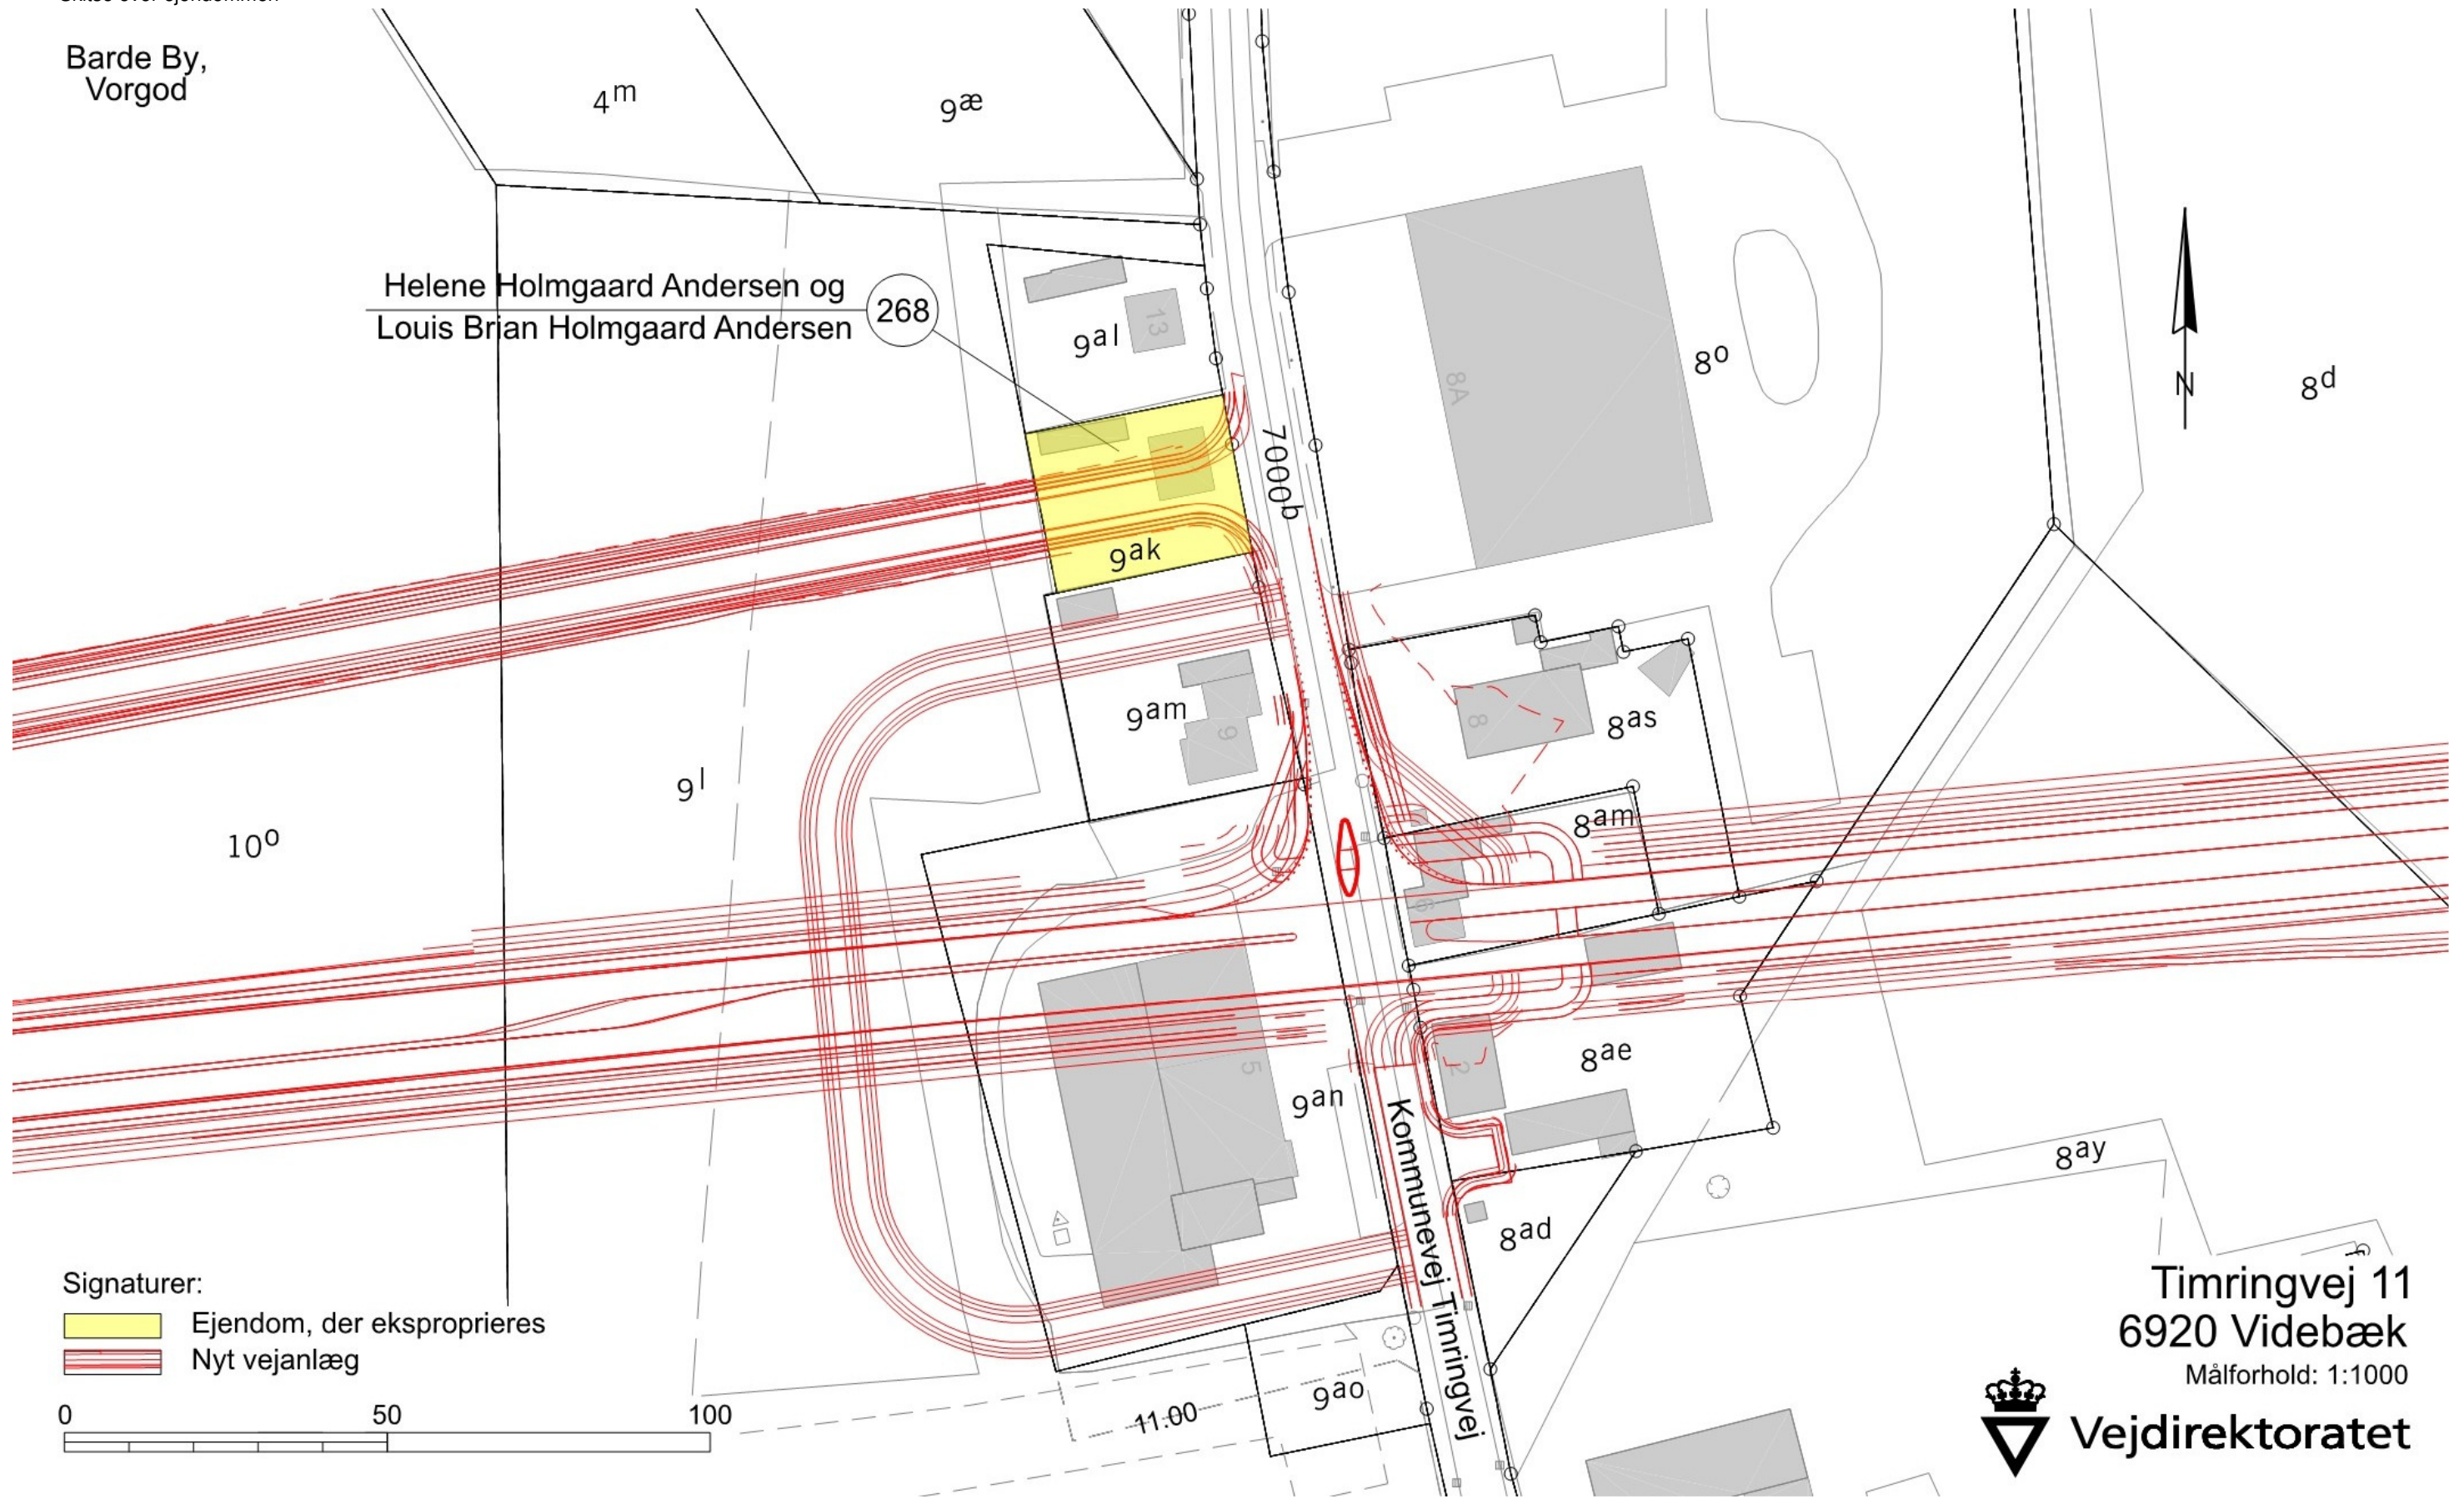 Barde By,
Vorgod
4m
9æ
Helene Holmgaard Andersen og
Louis Brian Holmgaard Andersen
268
9al
13
7000b
8A
8o
N
8d
9ak
9am
9
8
8as
9l
10o
8am
6
5
9an
2
8ae
8ay
8ad
Kommunevej Timringvej
9ao
11.00
Signaturer:
Ejendom, der eksproprieres
Nyt vejanlæg
0 50 100
Timringvej 11
6920 Videbæk
Målforhold: 1:1000
Vejdirektoratet